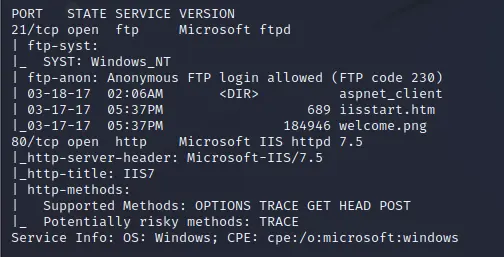 PORT   STATE SERVICE VERSION
21/tcp open  ftp     Microsoft ftpd
| ftp-syst:
|_  SYST: Windows_NT
| ftp-anon: Anonymous FTP login allowed (FTP code 230)
| 03-18-17  02:06AM       <DIR>          aspnet_client
| 03-17-17  05:37PM                  689 iisstart.htm
|_03-17-17  05:37PM               184946 welcome.png
80/tcp open  http    Microsoft IIS httpd 7.5
|_http-server-header: Microsoft-IIS/7.5
|_http-title: IIS7
| http-methods:
|   Supported Methods: OPTIONS TRACE GET HEAD POST
|_  Potentially risky methods: TRACE
Service Info: OS: Windows; CPE: cpe:/o:microsoft:windows